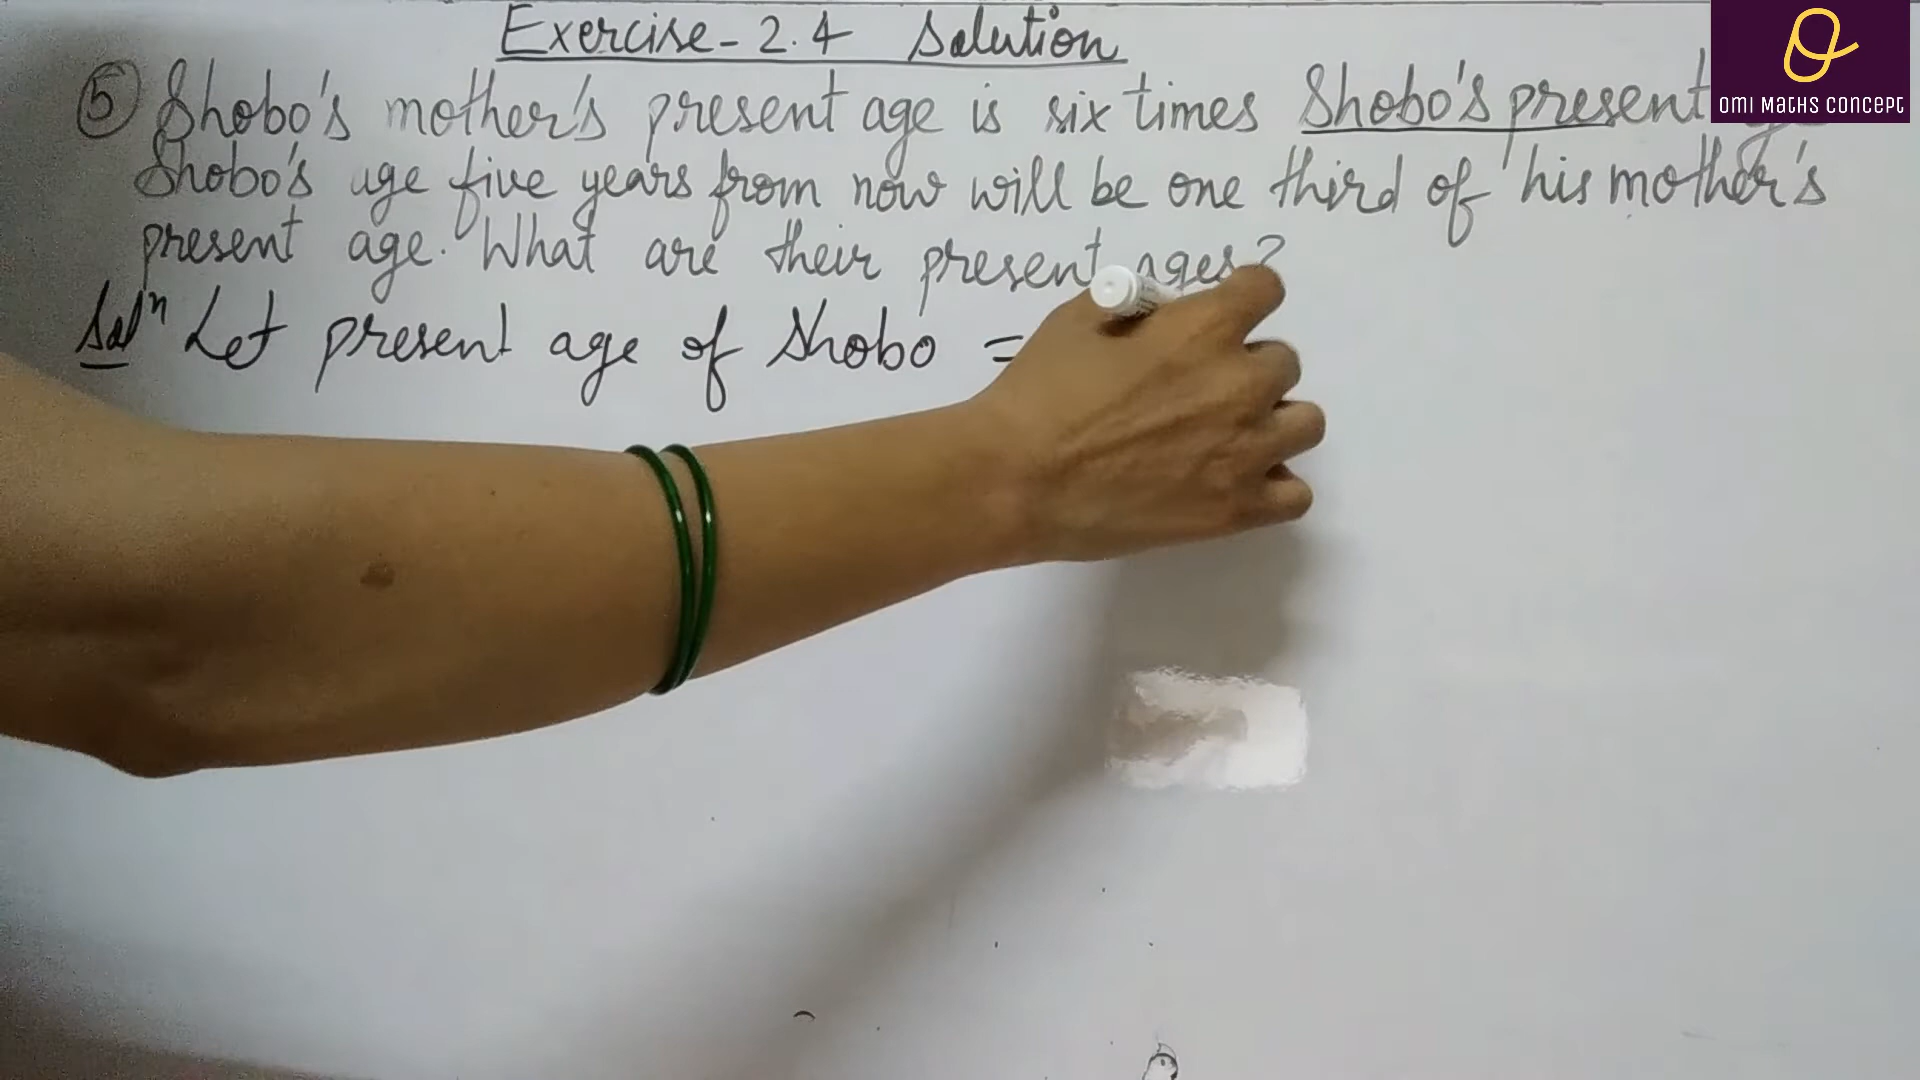 Exercise - 2.4 Solution
⑤ Shobo's mother's present age is six times Shobo's present
Shobo's age five years from now will be one third of his mother's
present age. What are their present ages?
Solⁿ Let present age of Shobo =
OMI MATHS CONCEPT